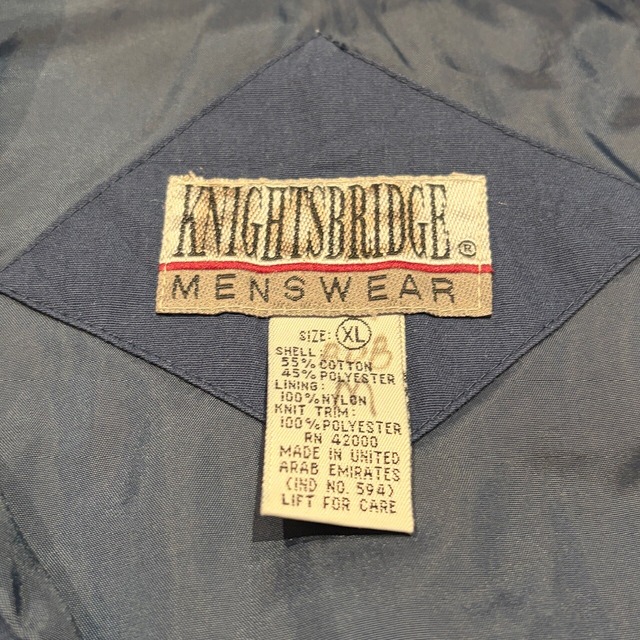 KNIGHTSBRIDGE®
MENSWEAR
SIZE: XL
SHELL:
55% COTTON
45% POLYESTER
LINING:
100% NYLON
KNIT TRIM:
100% POLYESTER
RN 42000
MADE IN UNITED
ARAB EMIRATES
(IND NO. 594)
LIFT FOR CARE